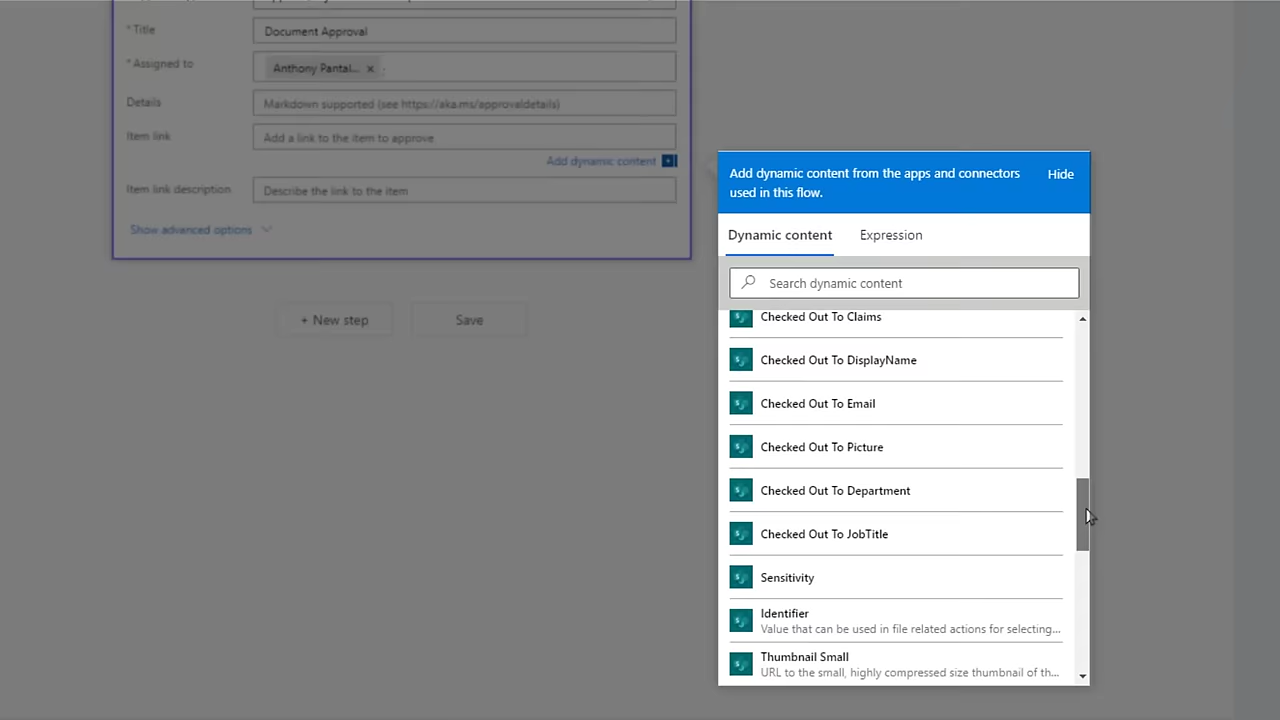 * Title
Document Approval
* Assigned to
Anthony Pantal... ×
Details
Markdown supported (see https://aka.ms/approvaldetails)
Item link
Add a link to the item to approve
Add dynamic content
Item link description
Describe the link to the item
Show advanced options
+ New step
Save
Add dynamic content from the apps and connectors
used in this flow.
Hide
Dynamic content
Expression
Search dynamic content
Checked Out To Claims
Checked Out To DisplayName
Checked Out To Email
Checked Out To Picture
Checked Out To Department
Checked Out To JobTitle
Sensitivity
Identifier
Value that can be used in file related actions for selecting...
Thumbnail Small
URL to the small, highly compressed size thumbnail of th...